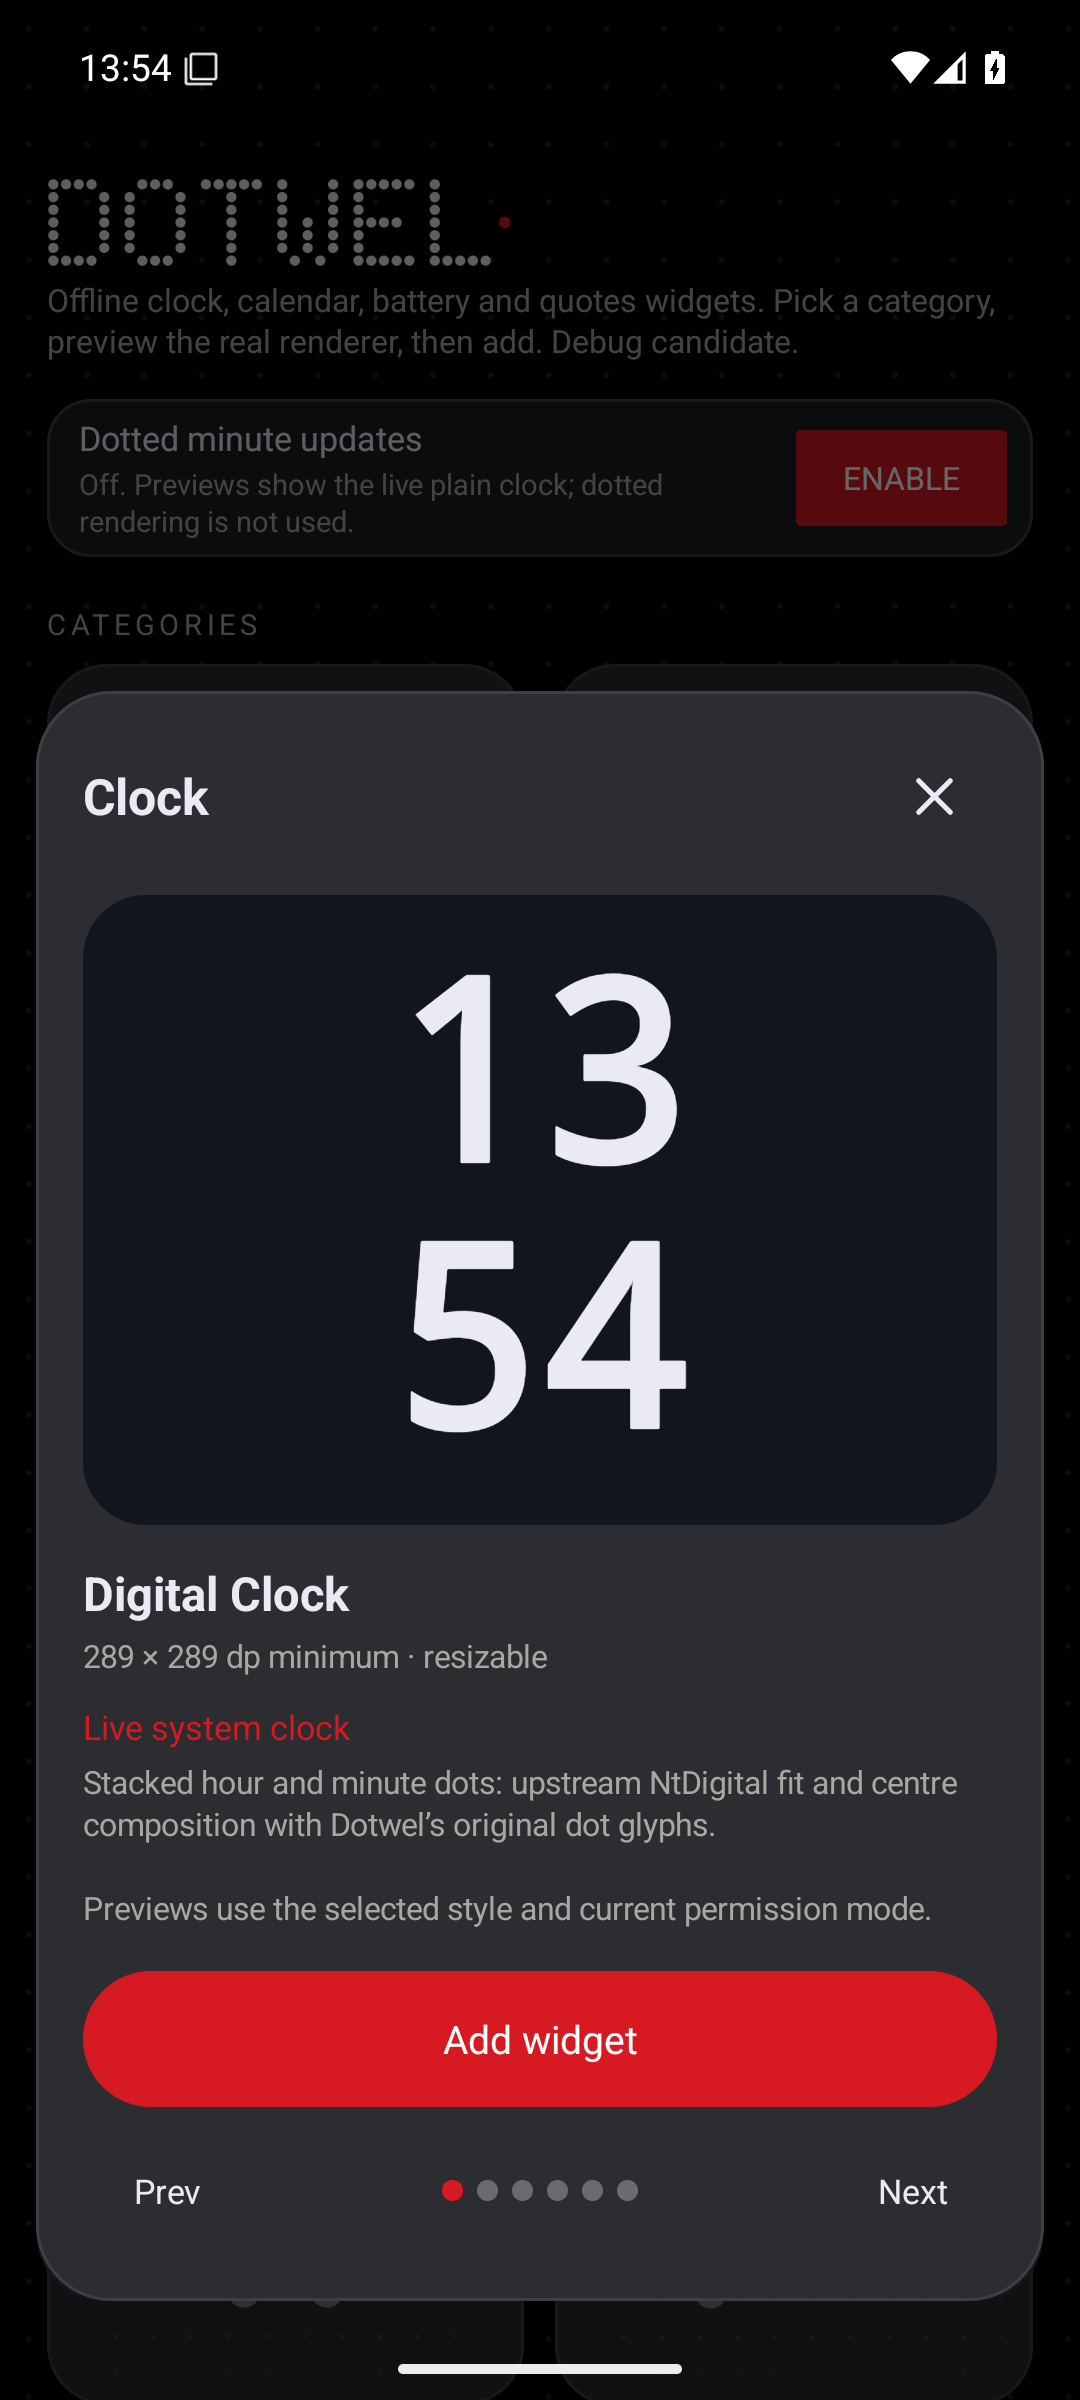 13:54
DOTWEL
Offline clock, calendar, battery and quotes widgets. Pick a category,
preview the real renderer, then add. Debug candidate.
Dotted minute updates
Off. Previews show the live plain clock; dotted
rendering is not used.
ENABLE
CATEGORIES
Clock
13
54
Digital Clock
289 × 289 dp minimum · resizable
Live system clock
Stacked hour and minute dots: upstream NtDigital fit and centre
composition with Dotwel’s original dot glyphs.
Previews use the selected style and current permission mode.
Add widget
Prev
Next